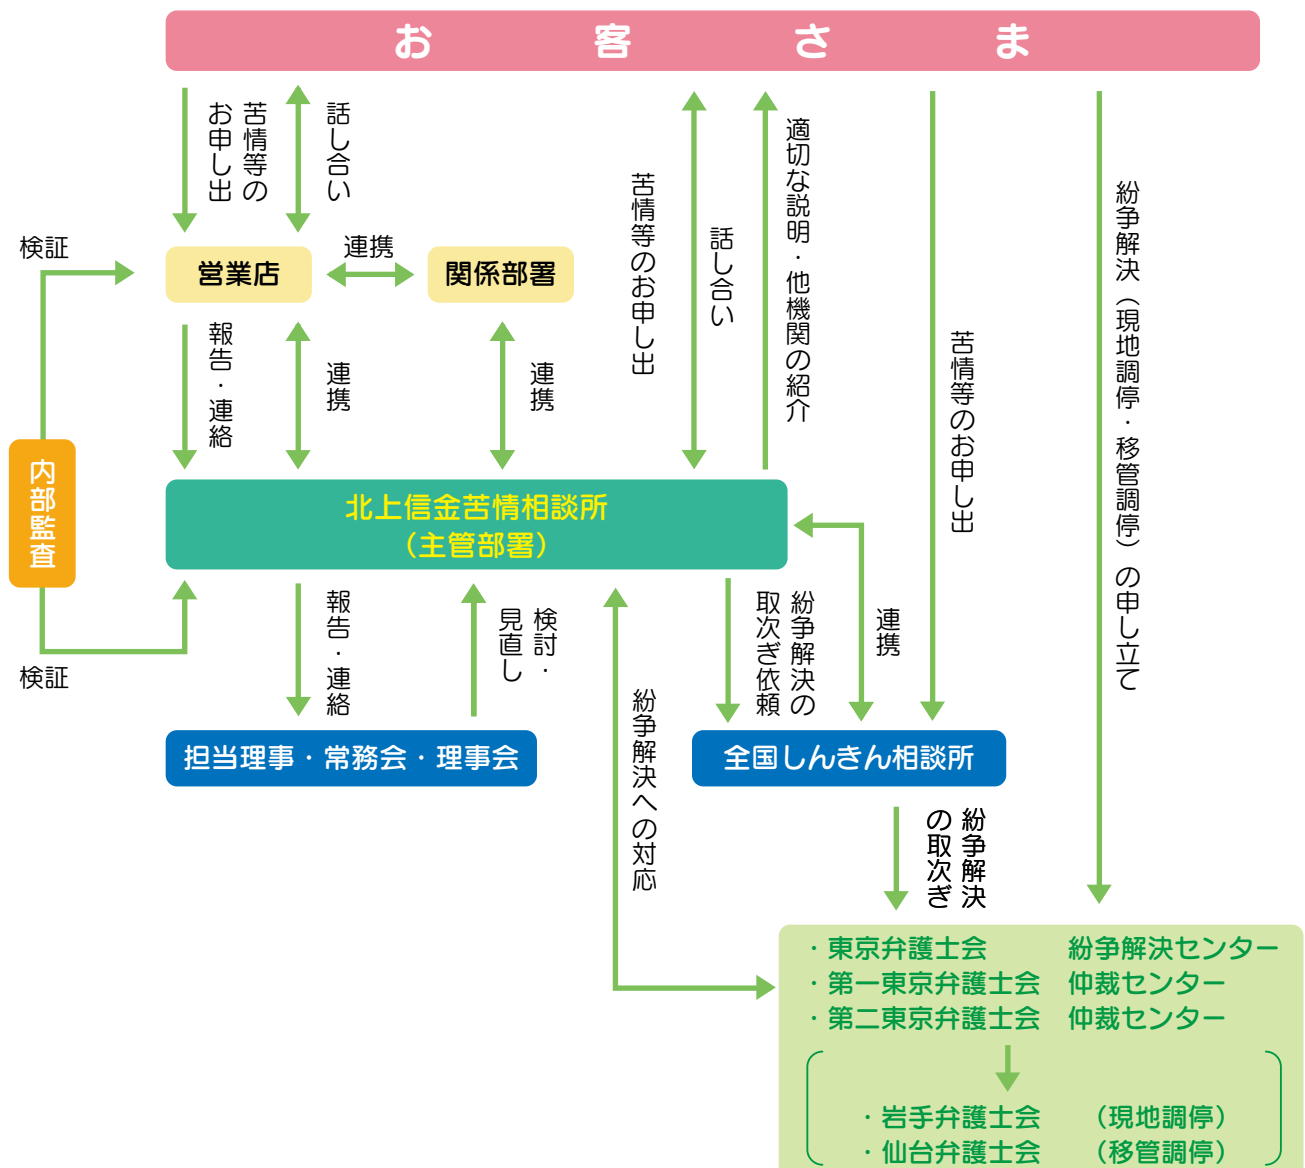 お客さま
苦情等の
お申し出
話し合い
苦情等のお申し出
話し合い
適切な説明・他機関の紹介
苦情等のお申し出
紛争解決（現地調停・移管調停）の申し立て
検証
営業店
連携
関係部署
報告・連絡
連携
連携
内部監査
北上信金苦情相談所
（主管部署）
検証
報告・連絡
検討・
見直し
紛争解決への対応
紛争解決の
取次ぎ依頼
連携
担当理事・常務会・理事会
全国しんきん相談所
紛争解決
の取次ぎ
・東京弁護士会　紛争解決センター
・第一東京弁護士会　仲裁センター
・第二東京弁護士会　仲裁センター
・岩手弁護士会　（現地調停）
・仙台弁護士会　（移管調停）